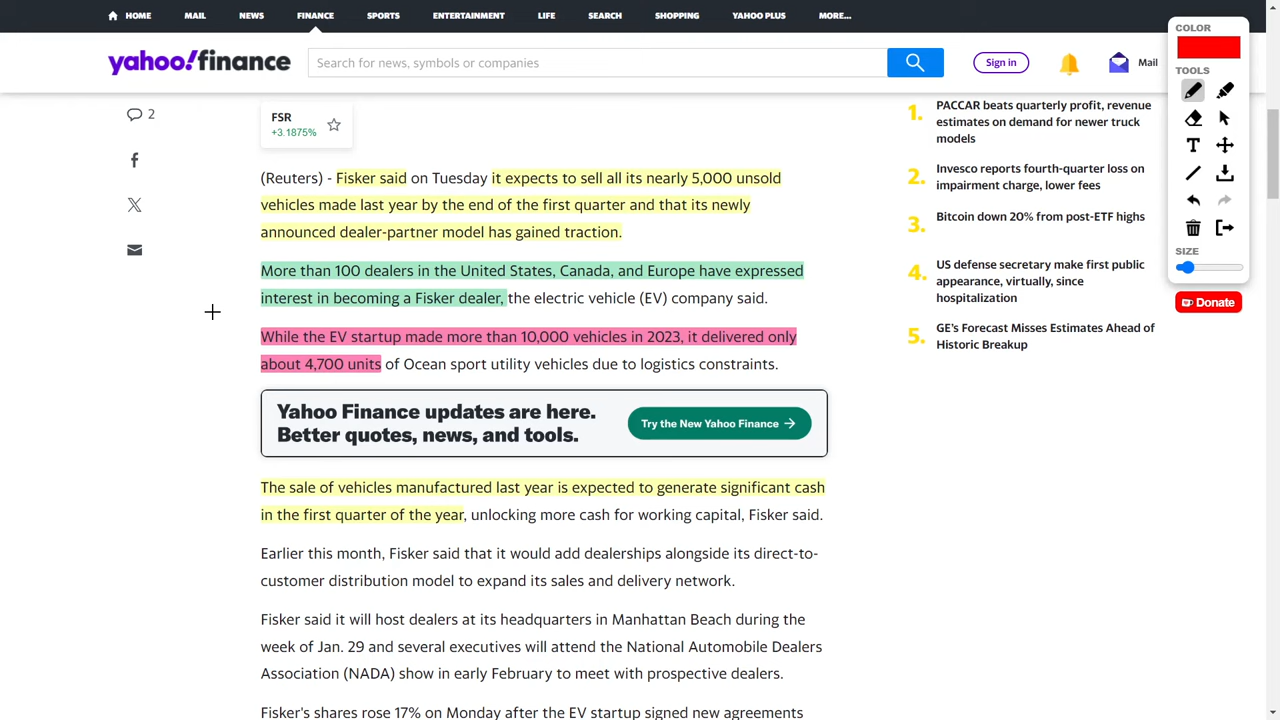 HOME MAIL NEWS FINANCE SPORTS ENTERTAINMENT LIFE SEARCH SHOPPING YAHOO PLUS MORE...
yahoo!finance
Search for news, symbols or companies
Sign in
Mail
2
FSR
+3.1875%
(Reuters) - Fisker said on Tuesday it expects to sell all its nearly 5,000 unsold
vehicles made last year by the end of the first quarter and that its newly
announced dealer-partner model has gained traction.
More than 100 dealers in the United States, Canada, and Europe have expressed
interest in becoming a Fisker dealer, the electric vehicle (EV) company said.
While the EV startup made more than 10,000 vehicles in 2023, it delivered only
about 4,700 units of Ocean sport utility vehicles due to logistics constraints.
Yahoo Finance updates are here.
Better quotes, news, and tools.
Try the New Yahoo Finance
The sale of vehicles manufactured last year is expected to generate significant cash
in the first quarter of the year, unlocking more cash for working capital, Fisker said.
Earlier this month, Fisker said that it would add dealerships alongside its direct-to-
customer distribution model to expand its sales and delivery network.
Fisker said it will host dealers at its headquarters in Manhattan Beach during the
week of Jan. 29 and several executives will attend the National Automobile Dealers
Association (NADA) show in early February to meet with prospective dealers.
Fisker's shares rose 17% on Monday after the EV startup signed new agreements
1. PACCAR beats quarterly profit, revenue
estimates on demand for newer truck
models
2. Invesco reports fourth-quarter loss on
impairment charge, lower fees
3. Bitcoin down 20% from post-ETF highs
4. US defense secretary make first public
appearance, virtually, since
hospitalization
5. GE's Forecast Misses Estimates Ahead of
Historic Breakup
COLOR
TOOLS
T
SIZE
Donate